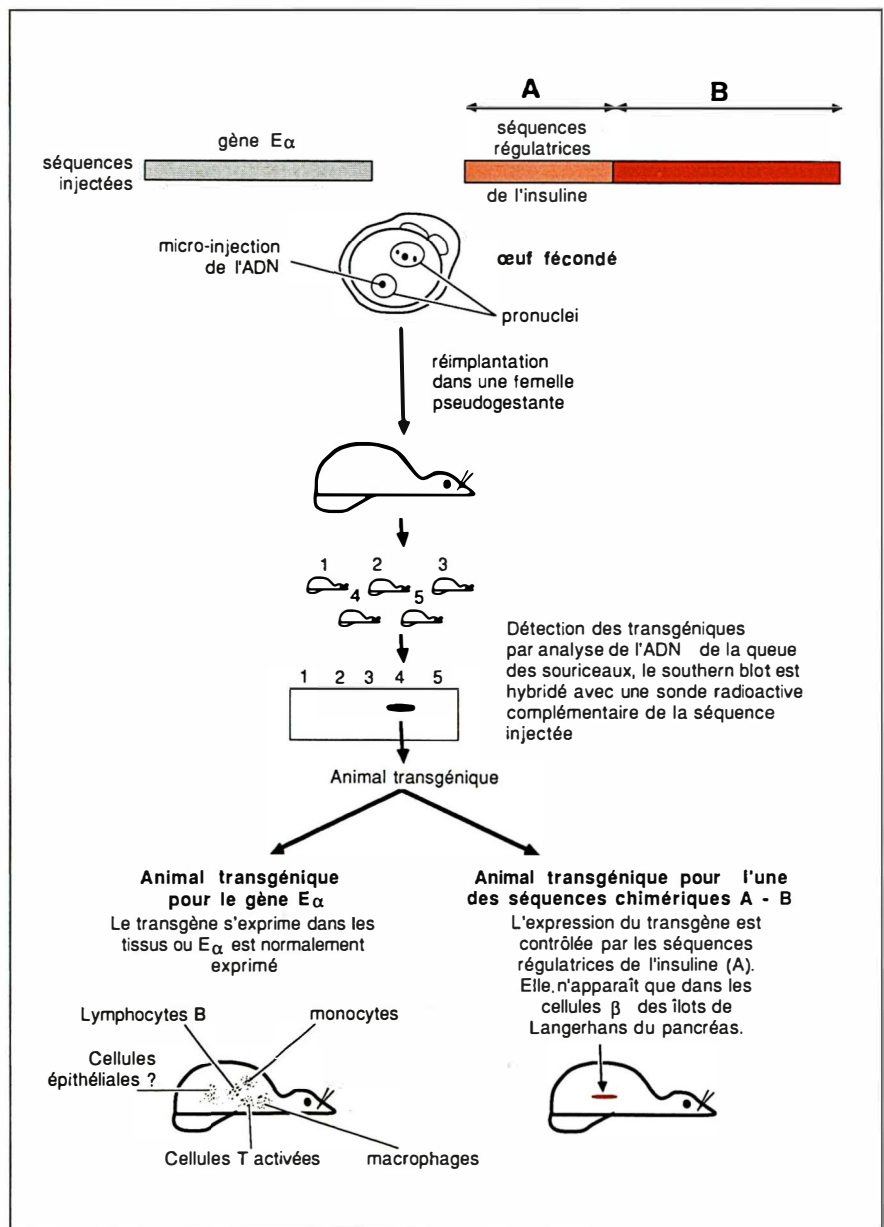 A
B
gène Eα
séquences
injectées
séquences
régulatrices
de l'insuline
micro-injection
de l'ADN
œuf fécondé
pronuclei
réimplantation
dans une femelle
pseudogestante
1 2 3
4 5
Détection des transgéniques
par analyse de l'ADN de la queue
des souriceaux, le southern blot est
hybridé avec une sonde radioactive
complémentaire de la séquence
injectée
1 2 3 4 5
Animal transgénique
Animal transgénique
pour le gène Eα
Le transgène s'exprime dans les
tissus ou Eα est normalement
exprimé
Lymphocytes B
monocytes
Cellules
épithéliales ?
Cellules T activées
macrophages
Animal transgénique pour l'une
des séquences chimériques A - B
L'expression du transgène est
contrôlée par les séquences
régulatrices de l'insuline (A).
Elle.n'apparaît que dans les
cellules β des îlots de
Langerhans du pancréas.